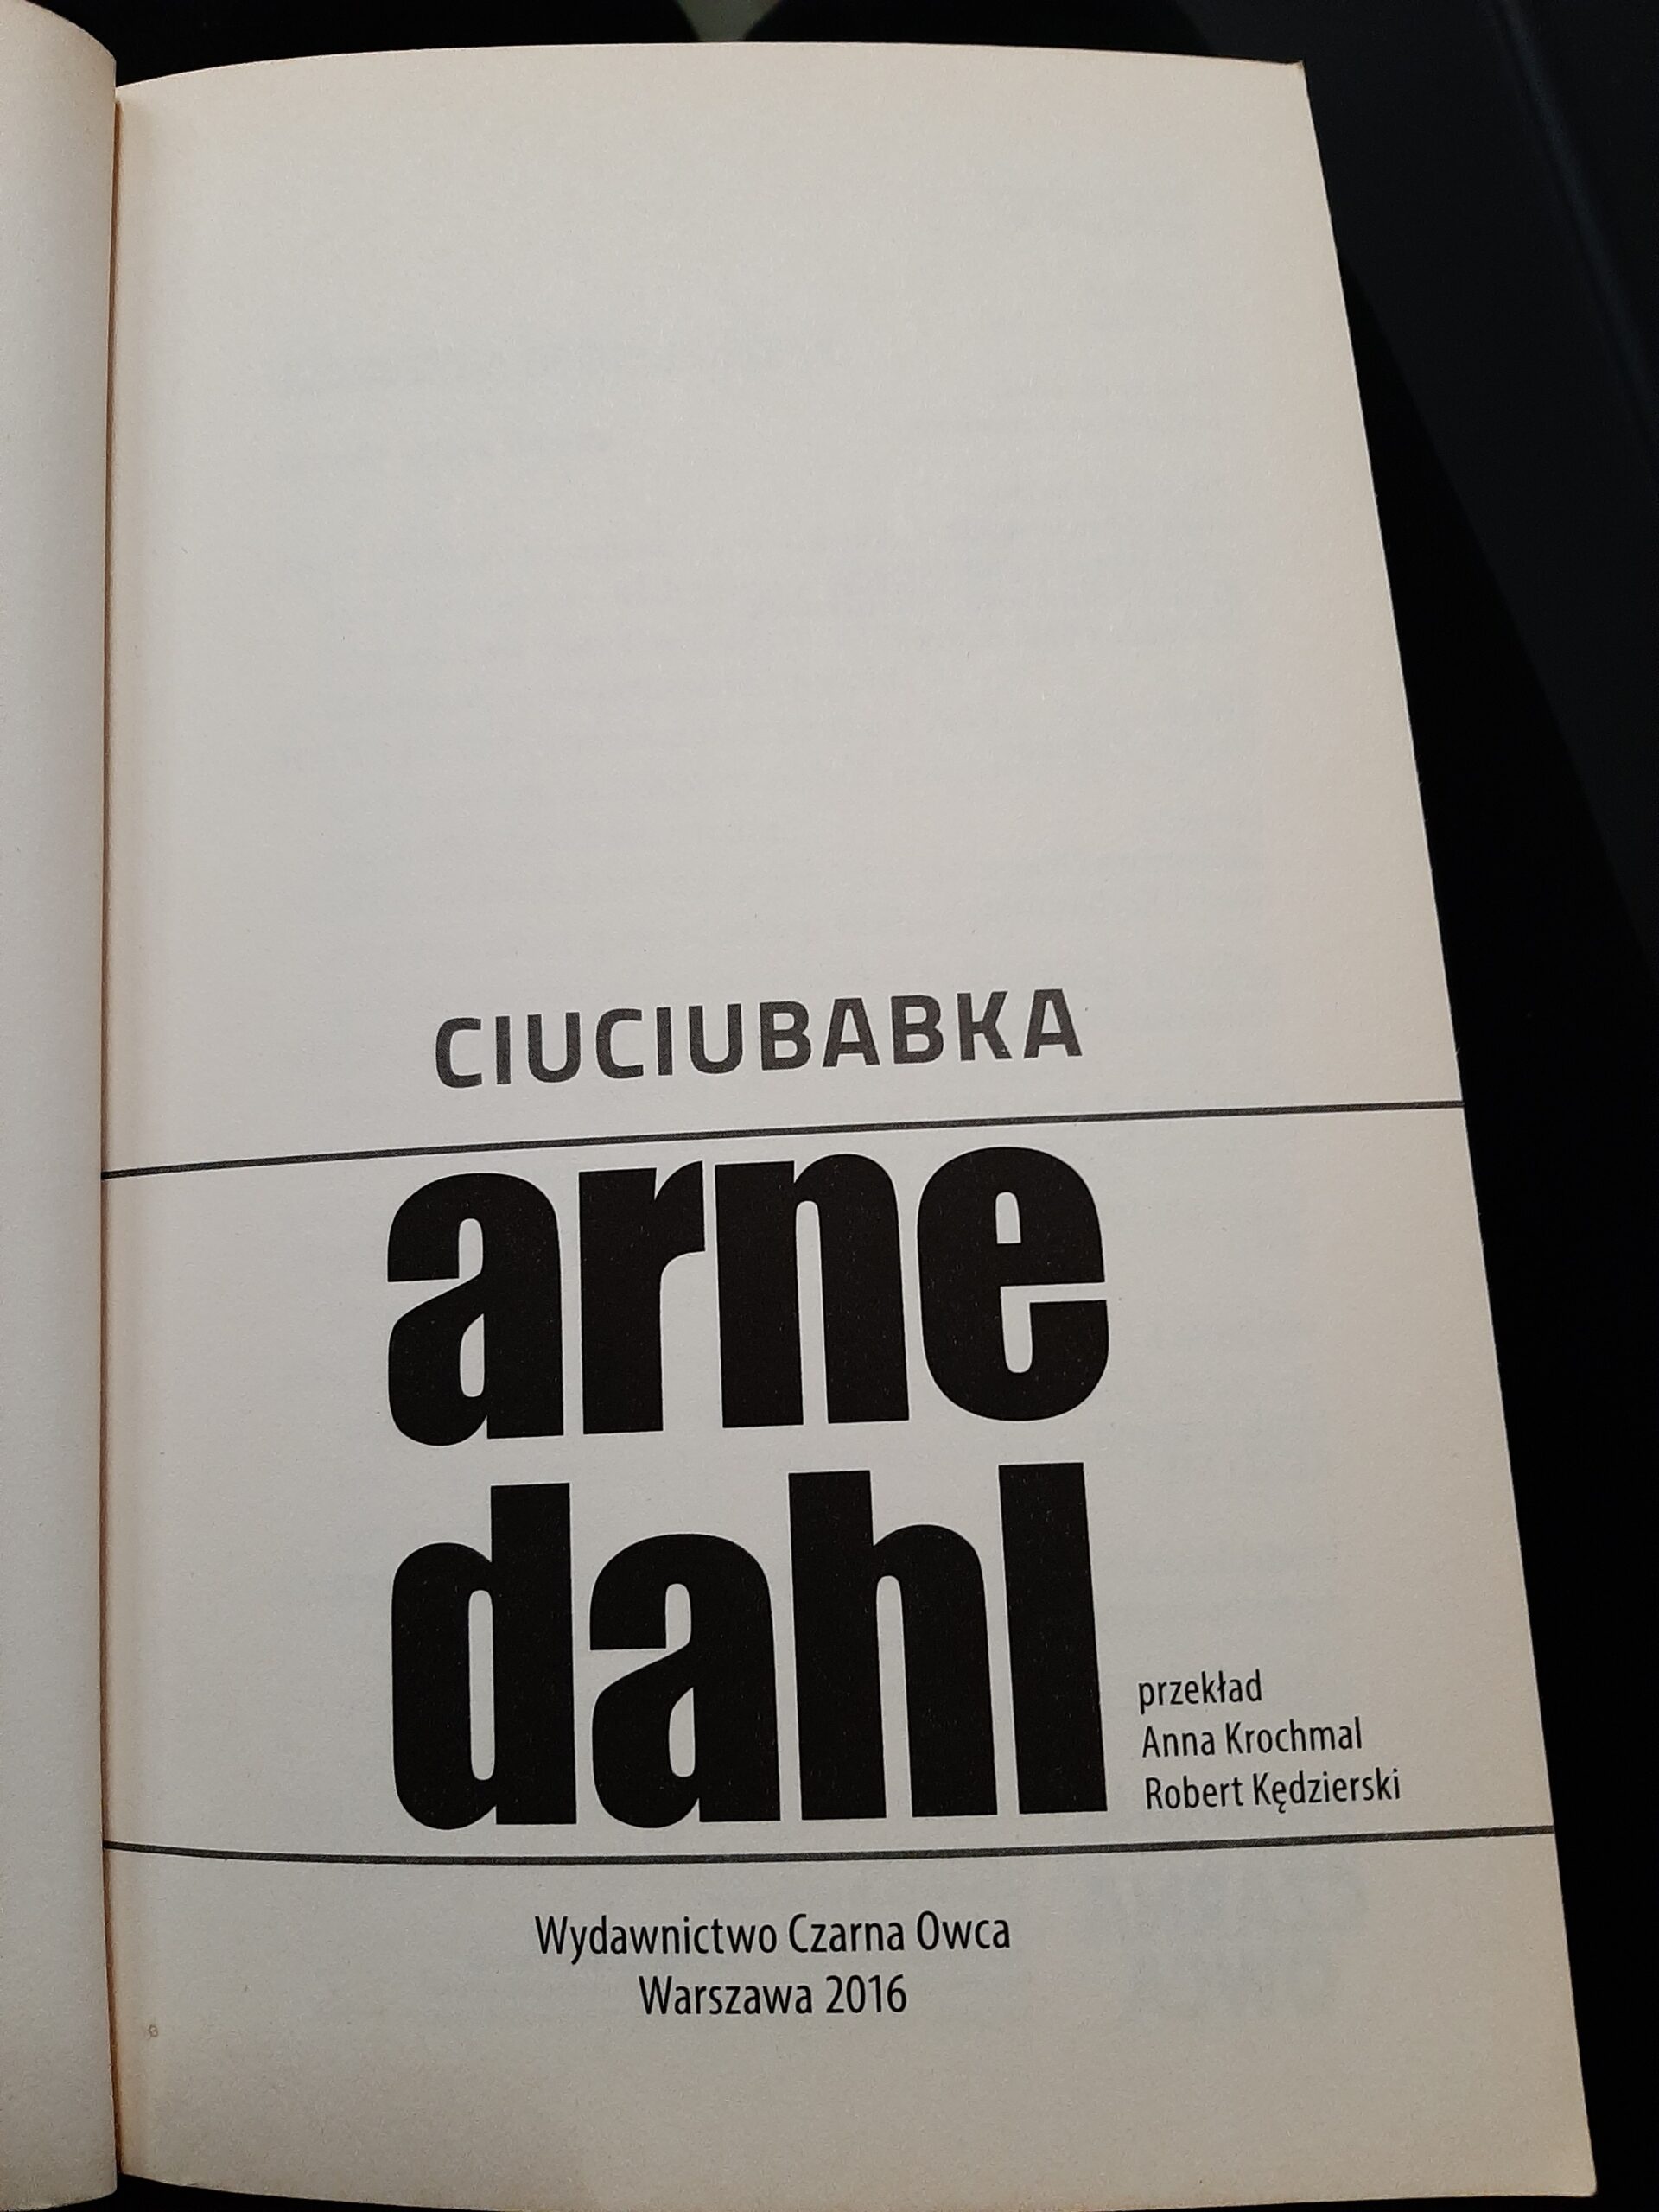 CIUCIUBABKA
arne
dahl
przekład
Anna Krochmal
Robert Kędzierski
Wydawnictwo Czarna Owca
Warszawa 2016